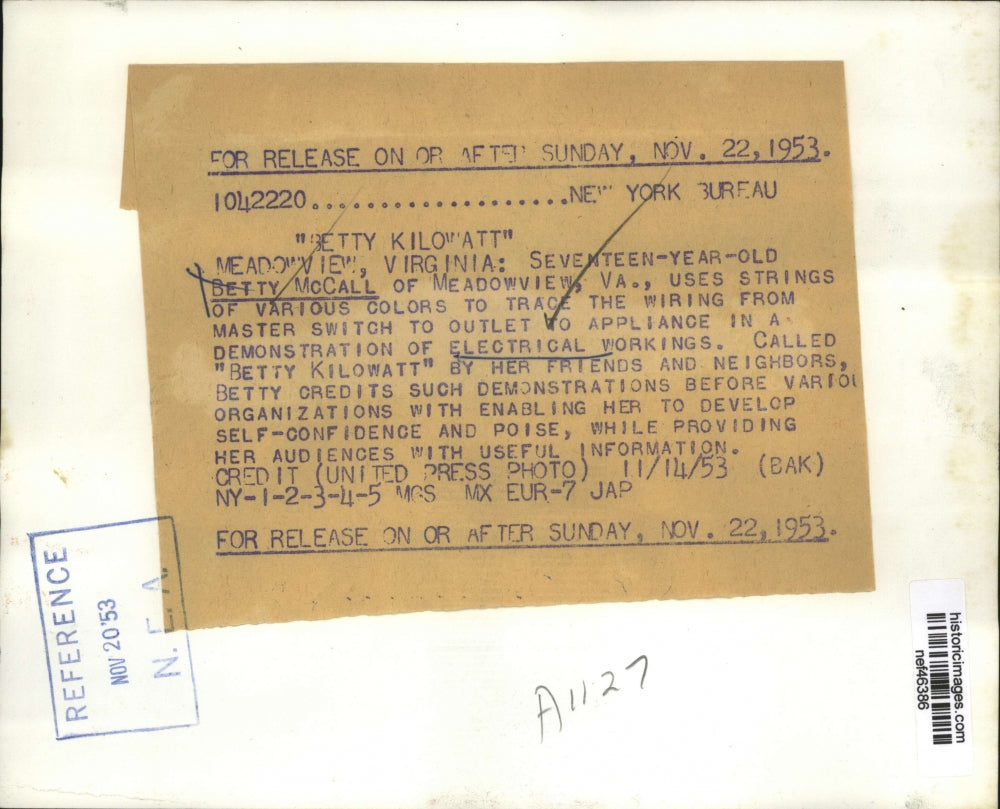 FOR RELEASE ON OR AFTER SUNDAY, NOV. 22, 1953.
1042220....................NEW YORK BUREAU
"BETTY KILOWATT"
MEADOWVIEW, VIRGINIA: SEVENTEEN-YEAR-OLD
BETTY MCCALL OF MEADOWVIEW, VA., USES STRINGS
OF VARIOUS COLORS TO TRACE THE WIRING FROM
MASTER SWITCH TO OUTLET TO APPLIANCE IN A
DEMONSTRATION OF ELECTRICAL WORKINGS. CALLED
"BETTY KILOWATT" BY HER FRIENDS AND NEIGHBORS,
BETTY CREDITS SUCH DEMONSTRATIONS BEFORE VARIOU
ORGANIZATIONS WITH ENABLING HER TO DEVELOP
SELF-CONFIDENCE AND POISE, WHILE PROVIDING
HER AUDIENCES WITH USEFUL INFORMATION.
CREDIT (UNITED PRESS PHOTO) 11/14/53 (BAK)
NY-1-2-3-4-5 MGS MX EUR-7 JAP
FOR RELEASE ON OR AFTER SUNDAY, NOV. 22, 1953.
REFERENCE
NOV 20 '53
N. E. A.
A1127
historicimages.com
nef46386